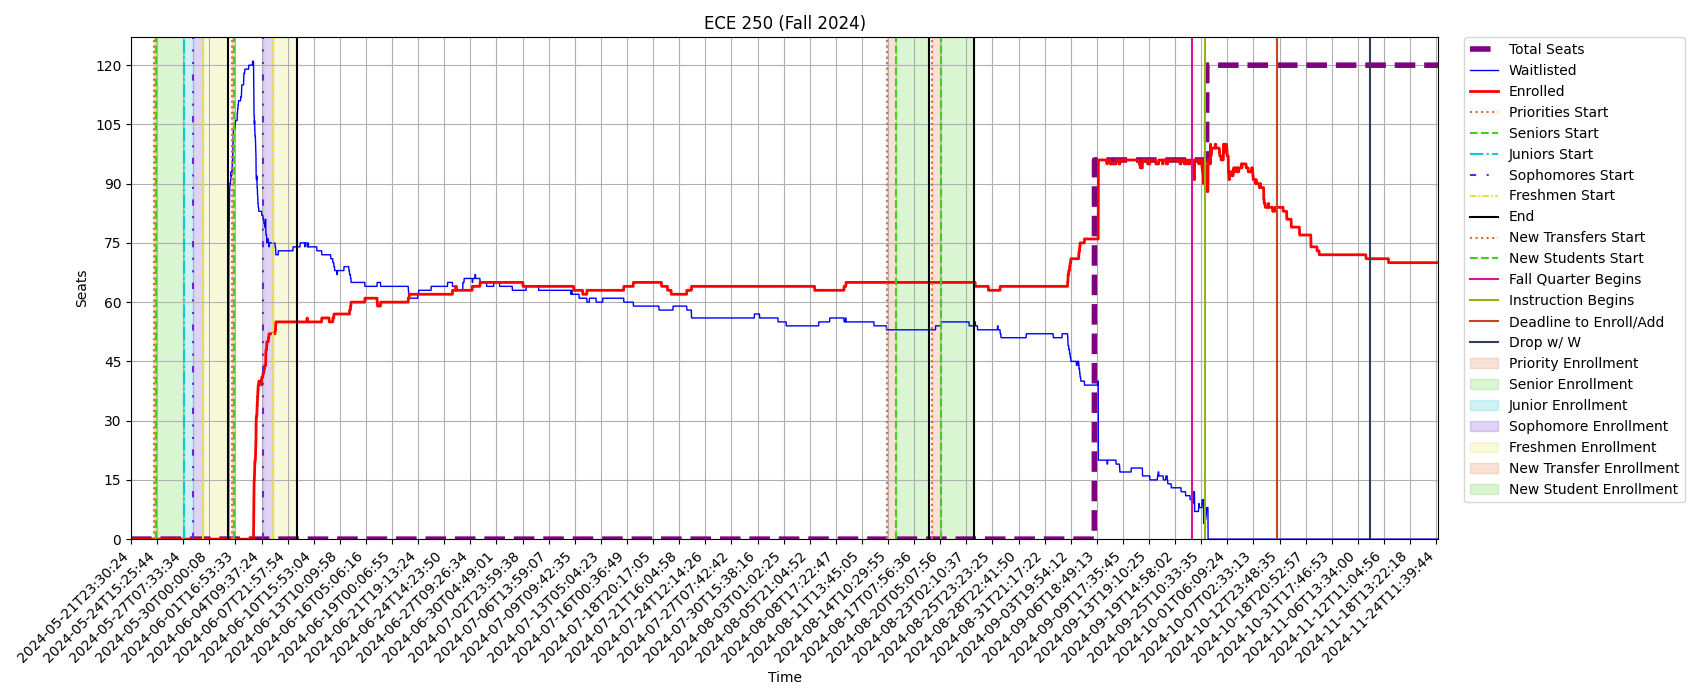 ECE 250 (Fall 2024)
Seats
120
105
90
75
60
45
30
15
0
2024-05-21T23:30:24
2024-05-24T15:25:44
2024-05-27T07:33:34
2024-05-30T00:00:08
2024-06-01T16:53:33
2024-06-04T09:37:24
2024-06-07T21:57:54
2024-06-10T15:53:04
2024-06-13T10:09:58
2024-06-16T05:06:16
2024-06-19T00:06:55
2024-06-21T19:13:24
2024-06-24T14:23:50
2024-06-27T09:26:34
2024-06-30T04:49:01
2024-07-02T23:59:38
2024-07-06T13:59:07
2024-07-09T09:42:35
2024-07-13T05:04:23
2024-07-16T00:36:49
2024-07-18T20:17:05
2024-07-21T16:04:58
2024-07-24T12:14:26
2024-07-27T07:42:42
2024-07-30T15:38:16
2024-08-03T01:02:25
2024-08-05T21:04:52
2024-08-08T17:22:47
2024-08-11T13:45:05
2024-08-14T10:29:55
2024-08-17T07:56:36
2024-08-20T05:07:56
2024-08-23T02:10:37
2024-08-25T23:23:25
2024-08-28T22:41:50
2024-08-31T21:17:22
2024-09-03T19:54:12
2024-09-06T18:49:13
2024-09-09T17:35:45
2024-09-13T19:10:25
2024-09-19T14:58:02
2024-09-25T10:33:35
2024-10-01T06:09:24
2024-10-07T02:33:13
2024-10-12T23:48:35
2024-10-18T20:52:57
2024-10-31T17:46:53
2024-11-06T13:34:00
2024-11-12T11:04:56
2024-11-18T13:22:18
2024-11-24T11:39:44
Time
Total Seats
Waitlisted
Enrolled
Priorities Start
Seniors Start
Juniors Start
Sophomores Start
Freshmen Start
End
New Transfers Start
New Students Start
Fall Quarter Begins
Instruction Begins
Deadline to Enroll/Add
Drop w/ W
Priority Enrollment
Senior Enrollment
Junior Enrollment
Sophomore Enrollment
Freshmen Enrollment
New Transfer Enrollment
New Student Enrollment